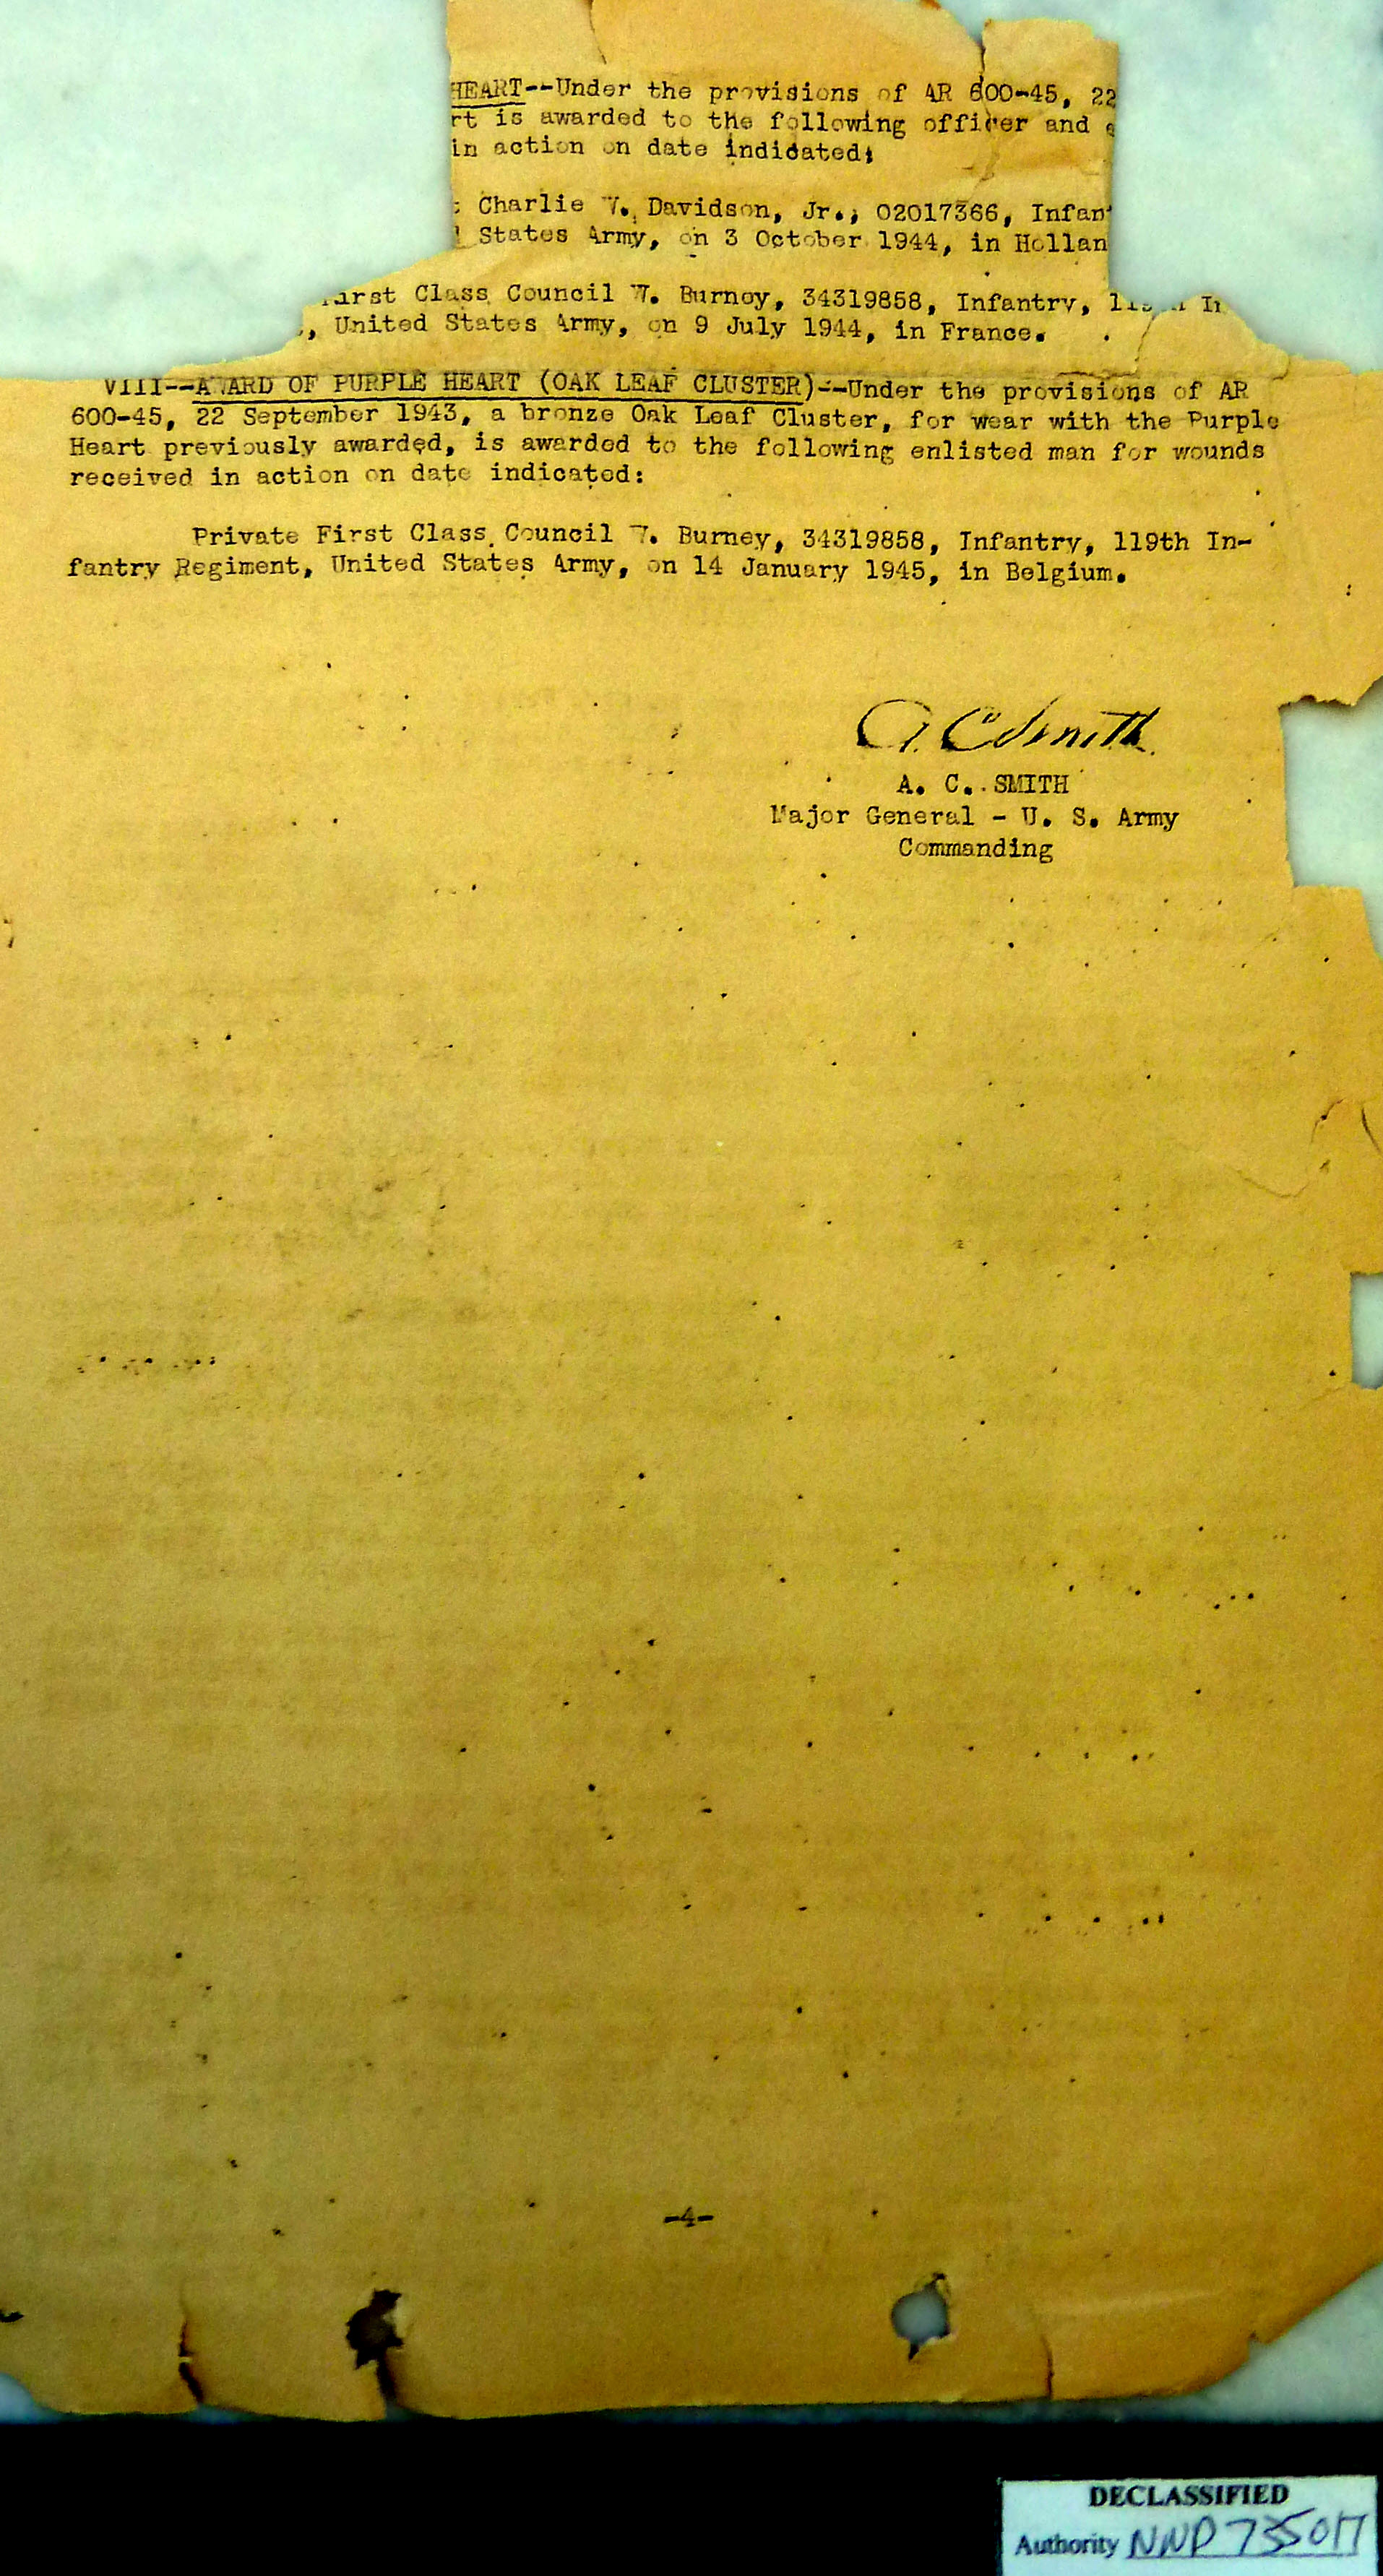 HEART--Under the provisions of AR 600-45, 22
rt is awarded to the following officer and
in action on date indicated:
Charlie W. Davidson, Jr., 02017366, Infan
States Army, on 3 October 1944, in Hollan
First Class Council W. Burney, 34319858, Infantry, 119th In
, United States Army, on 9 July 1944, in France.
VIII--AWARD OF PURPLE HEART (OAK LEAF CLUSTER)--Under the provisions of AR
600-45, 22 September 1943, a bronze Oak Leaf Cluster, for wear with the Purple
Heart previously awarded, is awarded to the following enlisted man for wounds
received in action on date indicated:
Private First Class Council W. Burney, 34319858, Infantry, 119th In-
fantry Regiment, United States Army, on 14 January 1945, in Belgium.
A. C. Smith
A. C. SMITH
Major General - U. S. Army
Commanding
-4-
DECLASSIFIED
Authority NND 735017